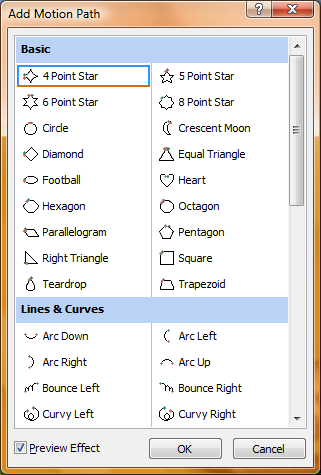 Add Motion Path
Basic
4 Point Star 5 Point Star
6 Point Star 8 Point Star
Circle Crescent Moon
Diamond Equal Triangle
Football Heart
Hexagon Octagon
Parallelogram Pentagon
Right Triangle Square
Teardrop Trapezoid
Lines & Curves
Arc Down Arc Left
Arc Right Arc Up
Bounce Left Bounce Right
Curvy Left Curvy Right
Preview Effect OK Cancel